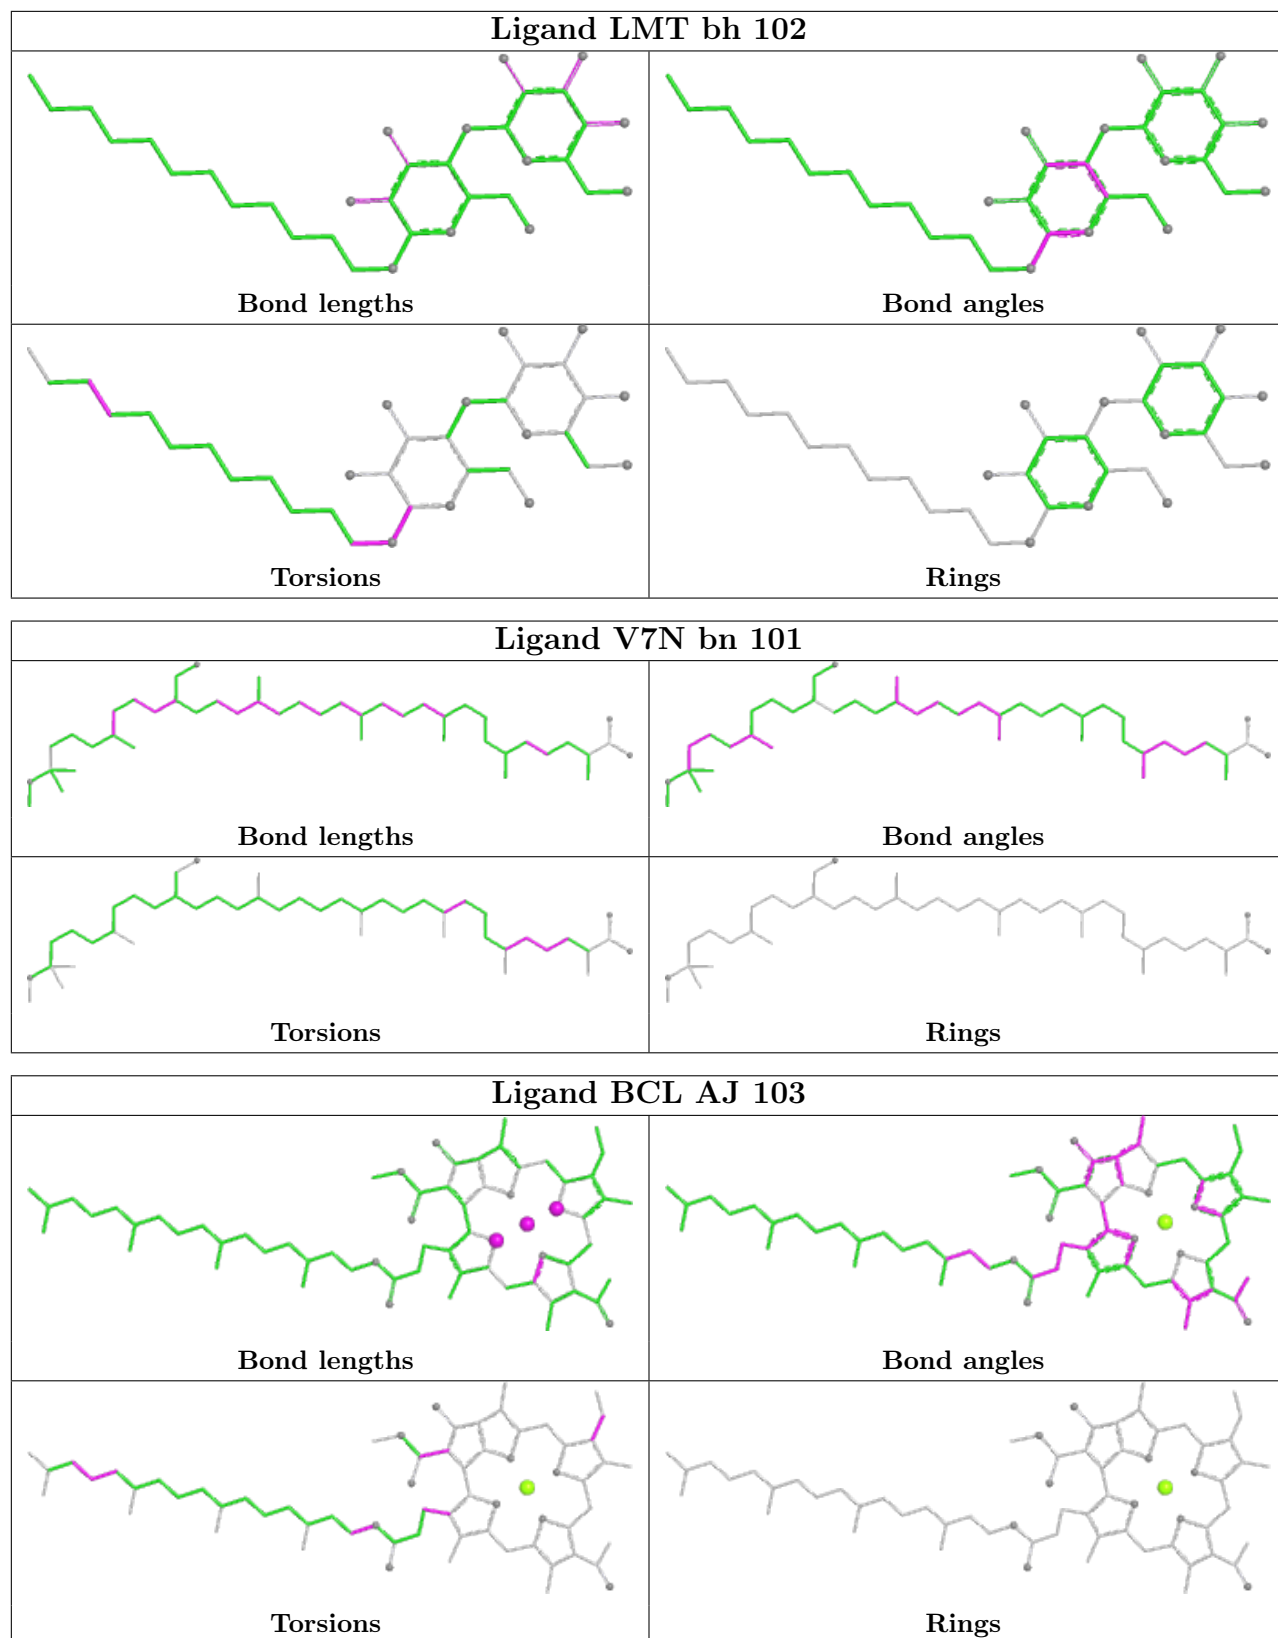 Ligand LMT bh 102
Bond lengths
Bond angles
Torsions
Rings
Ligand V7N bn 101
Bond lengths
Bond angles
Torsions
Rings
Ligand BCL AJ 103
Bond lengths
Bond angles
Torsions
Rings